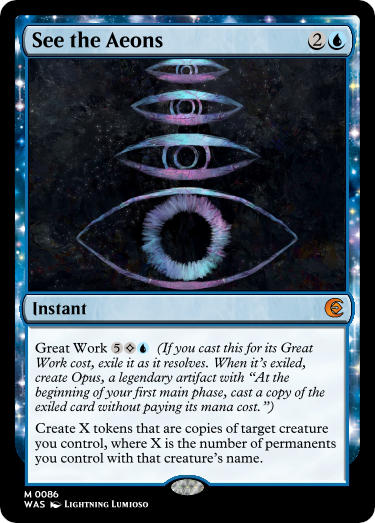 See the Aeons 2
Instant
Great Work 5 (If you cast this for its Great
Work cost, exile it as it resolves. When it's exiled,
create Opus, a legendary artifact with “At the
beginning of your first main phase, cast a copy of the
exiled card without paying its mana cost.”)
Create X tokens that are copies of target creature
you control, where X is the number of permanents
you control with that creature's name.
M 0086
WAS LIGHTNING LUMIOSO